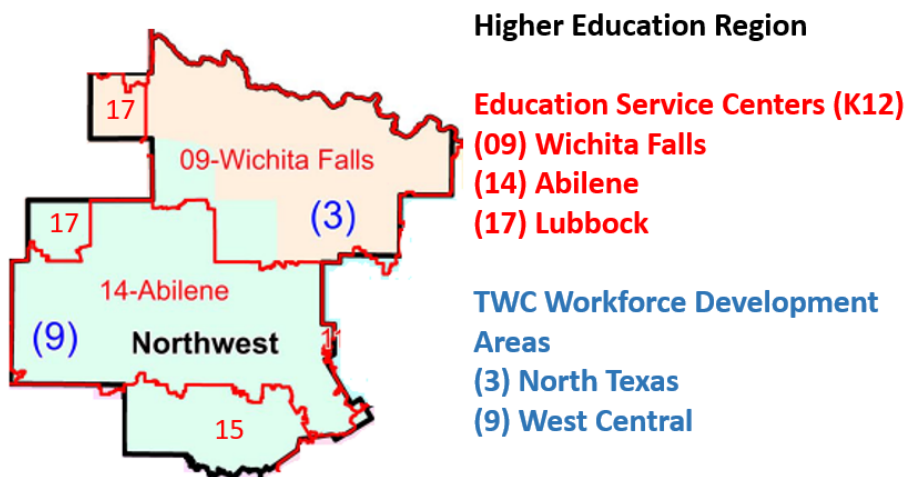 Higher Education Region
17
Education Service Centers (K12)
09-Wichita Falls
(09) Wichita Falls
(14) Abilene
(3)
17
(17) Lubbock
14-Abilene
TWC Workforce Development
(9)
Northwest
11
Areas
(3) North Texas
15
(9) West Central